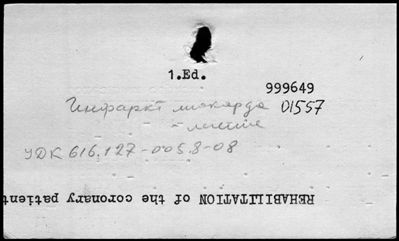 1.Ed.
999649
Инфаркт миокарда 01557
- лечение
УДК 616.127-005.8-08
REHABILITATION of the coronary patient